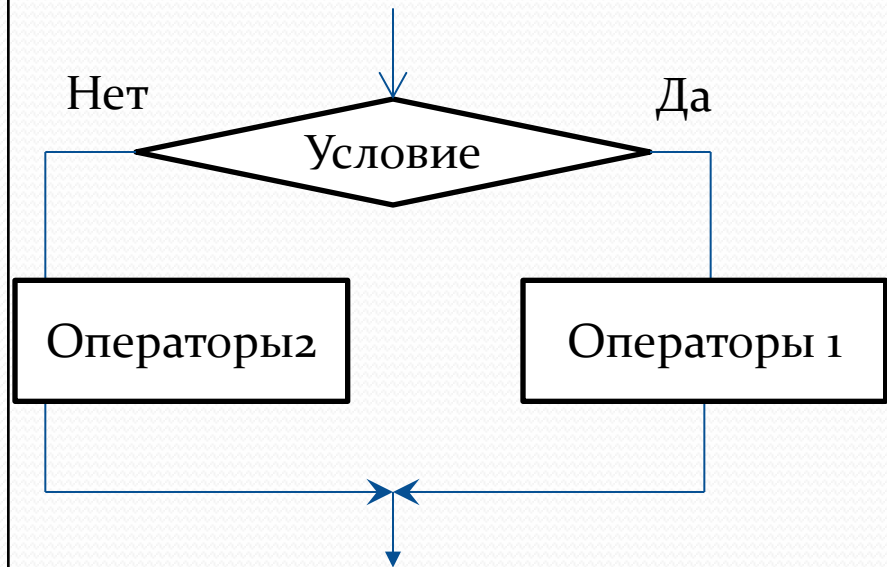 Нет
Да
Условие
Операторы2
Операторы 1